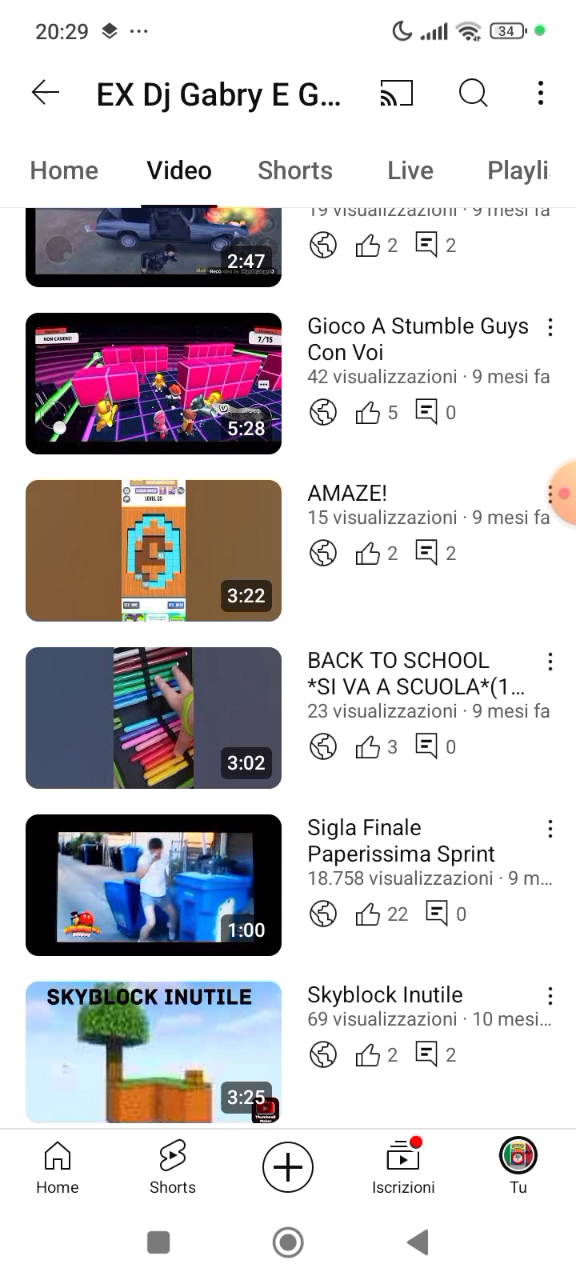 20:29
34
EX Dj Gabry E G...
Home Video Shorts Live Playli
19 visualizzazioni · 9 mesi fa
2 2
2:47
NON CADERE!
7/15
5:28
Gioco A Stumble Guys
Con Voi
42 visualizzazioni · 9 mesi fa
5 0
LEVEL 35
3:22
AMAZE!
15 visualizzazioni · 9 mesi fa
2 2
3:02
BACK TO SCHOOL
*SI VA A SCUOLA*(1...
23 visualizzazioni · 9 mesi fa
3 0
1:00
Sigla Finale
Paperissima Sprint
18.758 visualizzazioni · 9 m...
22 0
SKYBLOCK INUTILE
3:25
Skyblock Inutile
69 visualizzazioni · 10 mesi...
2 2
Home Shorts Iscrizioni Tu